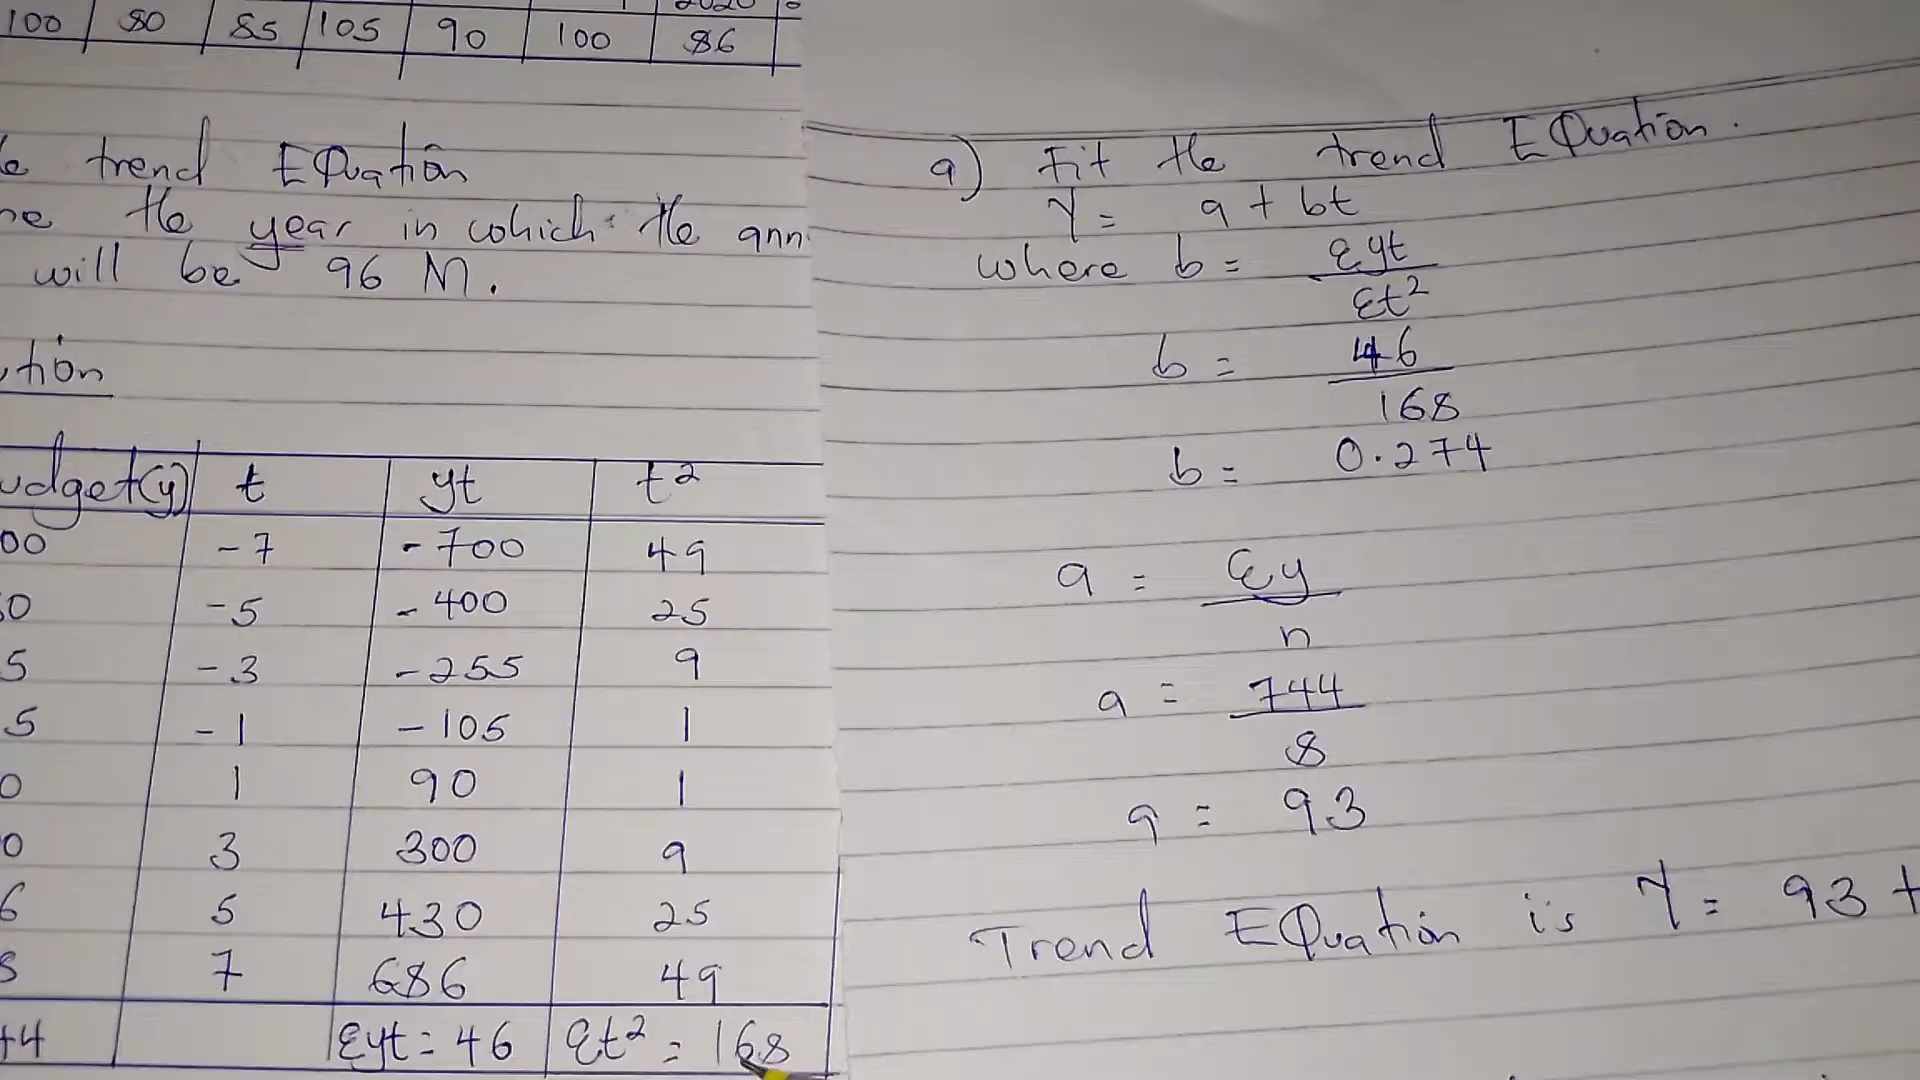 2020
100 80 85 105 90 100 86
trend EQuation
the year in which the ann
will be 96 M.
tion
udget(y) t yt t²
00 -7 -700 49
0 -5 -400 25
5 -3 -255 9
5 -1 -105 1
0 1 90 1
0 3 300 9
6 5 430 25
8 7 686 49
44 Σyt = 46 Σt² = 168
a) Fit the trend EQuation.
Y = a + bt
where b = Σyt
Σt²
b = 46
168
b = 0.274
a = Σy
n
a = 744
8
a = 93
Trend EQuation is Y = 93 +